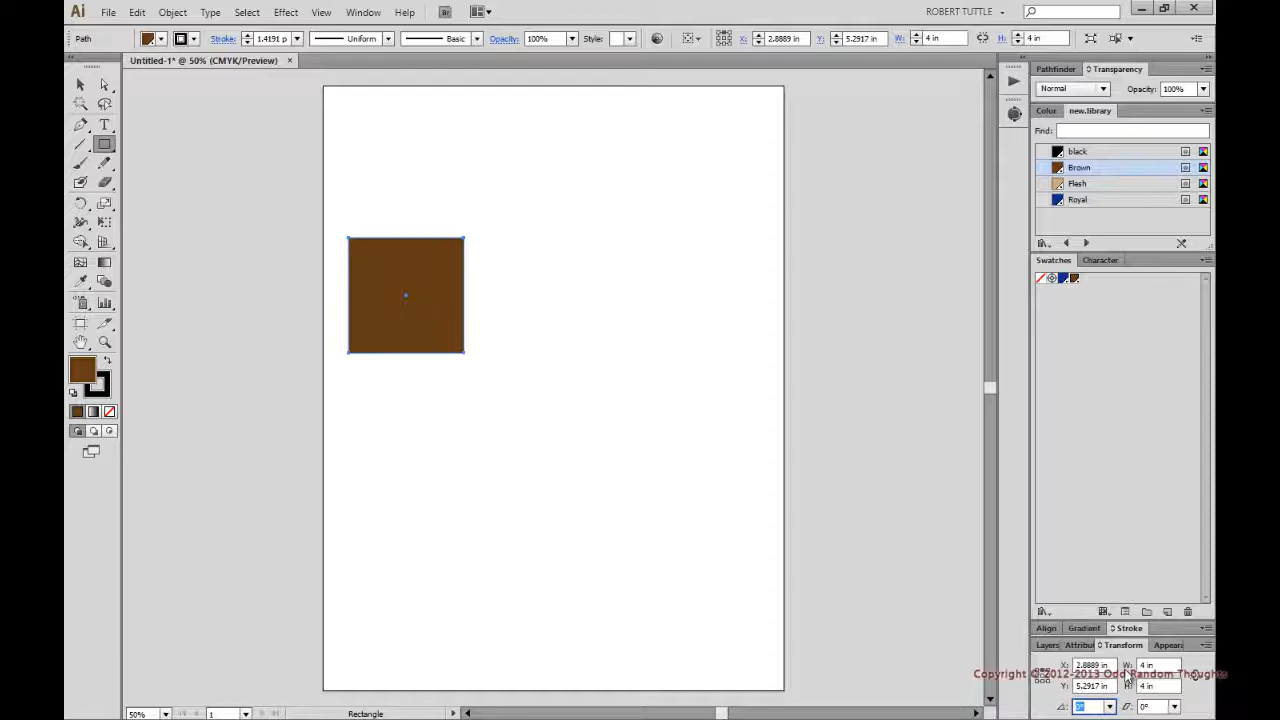 Ai File Edit Object Type Select Effect View Window Help Br ROBERT TUTTLE
Path Stroke: 1.4191 p Uniform Basic Opacity: 100% Style: X: 2.8889 in Y: 5.2917 in W: 4 in H: 4 in
Untitled-1* @ 50% (CMYK/Preview) ×
Pathfinder Transparency
Normal Opacity: 100%
Color new.library
Find:
black
Brown
Flesh
Royal
Swatches Character
Align Gradient Stroke
Layers Attribut Transform Appeara
X: 2.8889 in W: 4 in
Copyright © 2012-2013 Odd Random Thoughts
Y: 5.2917 in H: 4 in
0° 0°
50% 1 Rectangle